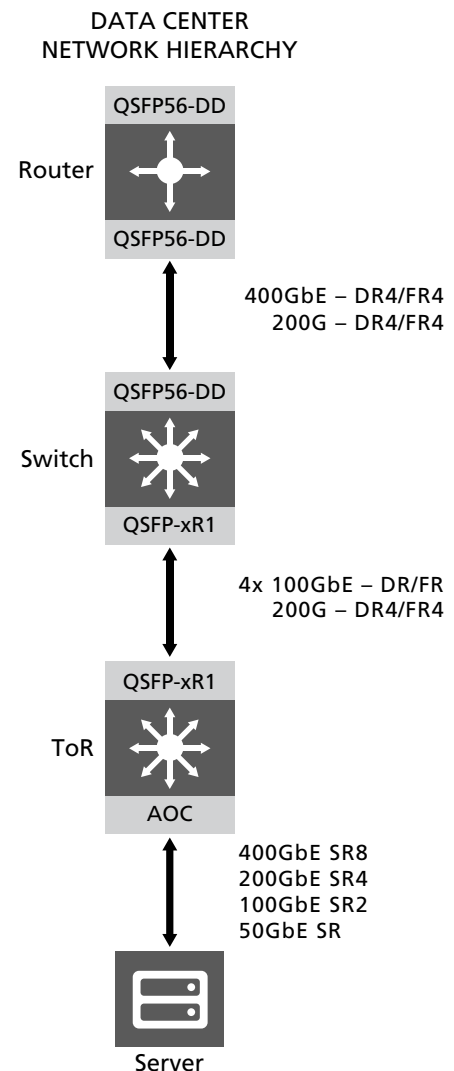 DATA CENTER
NETWORK HIERARCHY
QSFP56-DD
Router
QSFP56-DD
400GbE – DR4/FR4
200G – DR4/FR4
QSFP56-DD
Switch
QSFP-xR1
4x 100GbE – DR/FR
200G – DR4/FR4
QSFP-xR1
ToR
AOC
400GbE SR8
200GbE SR4
100GbE SR2
50GbE SR
Server